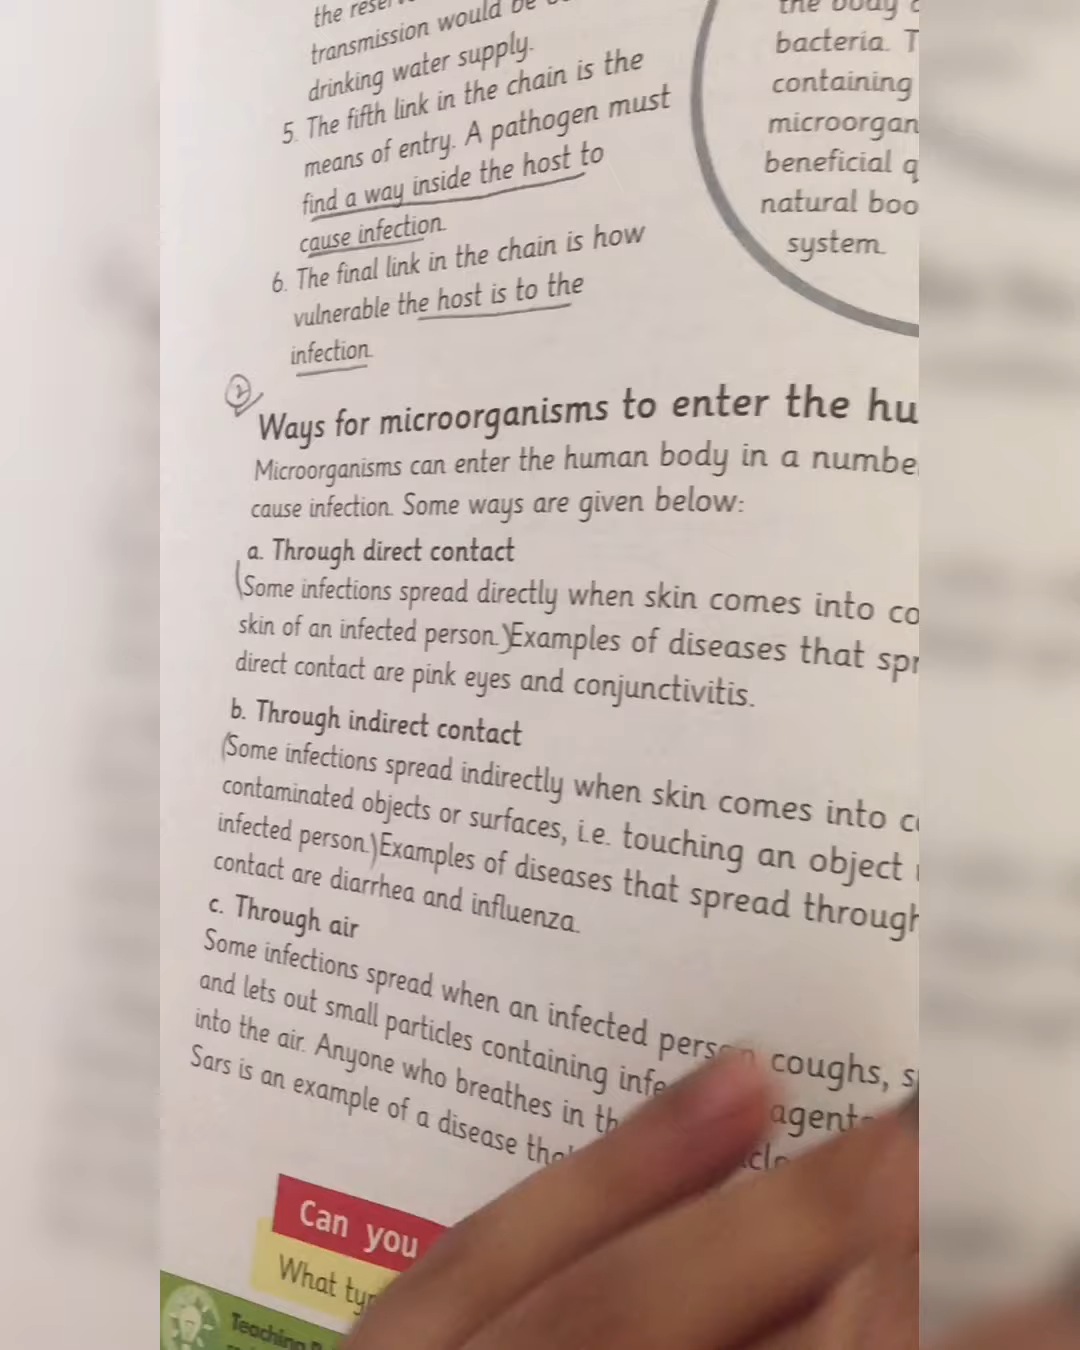 the
transmission would be
drinking water supply.
5. The fifth link in the chain is the
means of entry. A pathogen must
find a way inside the host to
cause infection.
6. The final link in the chain is how
vulnerable the host is to the
infection.
the body
bacteria. T
containing
microorgan
beneficial q
natural boo
system.
2
Ways for microorganisms to enter the hu
Microorganisms can enter the human body in a numbe
cause infection. Some ways are given below:
a. Through direct contact
(Some infections spread directly when skin comes into co
skin of an infected person.) Examples of diseases that spr
direct contact are pink eyes and conjunctivitis.
b. Through indirect contact
(Some infections spread indirectly when skin comes into c
contaminated objects or surfaces, i.e. touching an object
infected person.) Examples of diseases that spread through
contact are diarrhea and influenza.
c. Through air
Some infections spread when an infected person coughs, s
and lets out small particles containing infe agent
into the air. Anyone who breathes in th
Sars is an example of a disease tha
Can you
What typ
Teaching